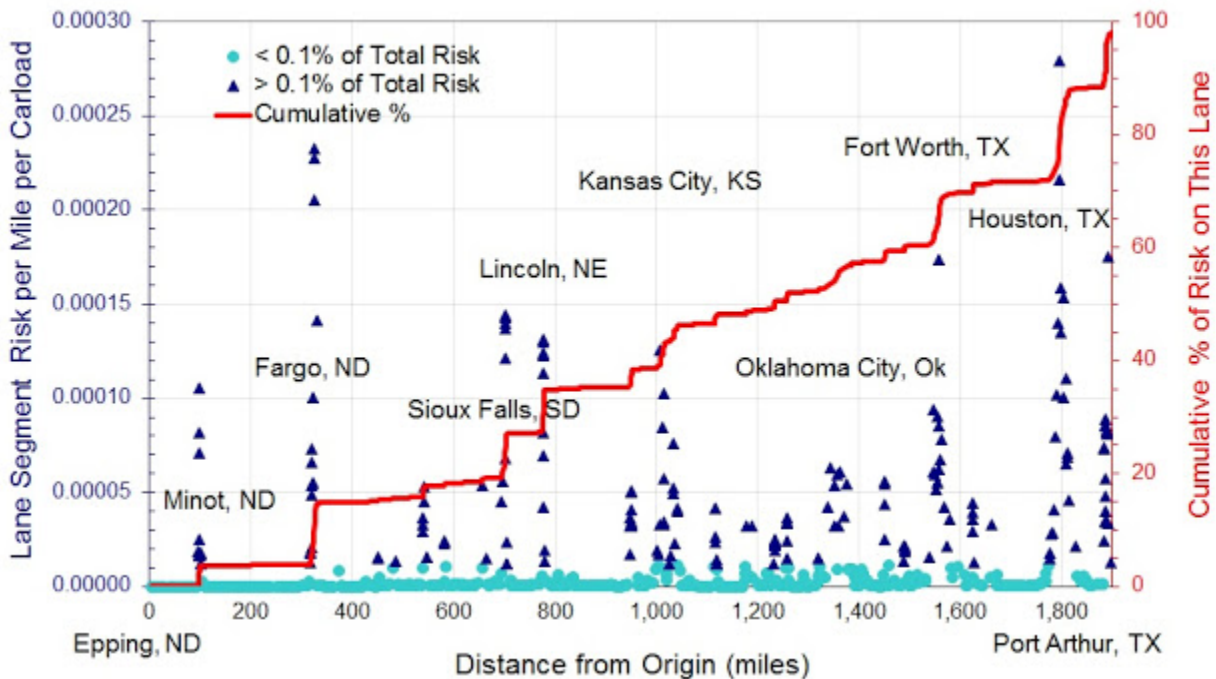 Lane Segment Risk per Mile per Carload
0.00030
0.00025
0.00020
0.00015
0.00010
0.00005
0.00000
< 0.1% of Total Risk
> 0.1% of Total Risk
Cumulative %
Fort Worth, TX
Kansas City, KS
Houston, TX
Lincoln, NE
Fargo, ND
Oklahoma City, Ok
Sioux Falls, SD
Minot, ND
100
80
60
40
20
0
Cumulative % of Risk on This Lane
0 200 400 600 800 1,000 1,200 1,400 1,600 1,800
Epping, ND
Port Arthur, TX
Distance from Origin (miles)